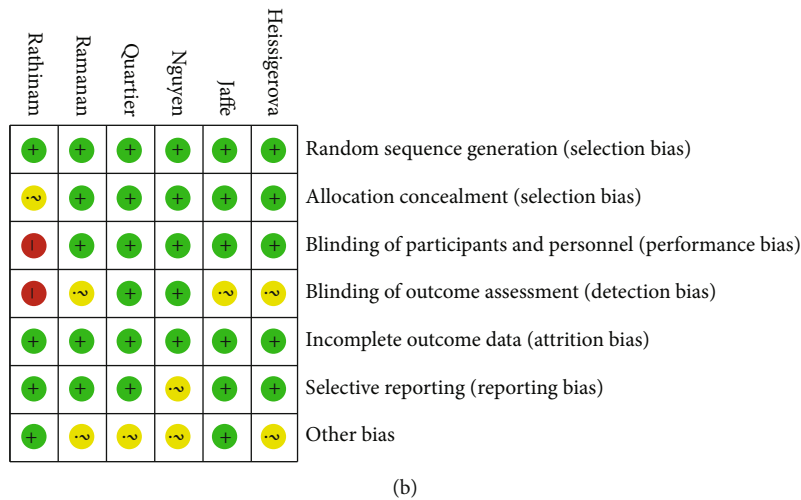 Rathinam
Ramanan
Quartier
Nguyen
Jaffe
Heissigerova
+ + + + + + Random sequence generation (selection bias)
? + + + + + Allocation concealment (selection bias)
– + + + + + Blinding of participants and personnel (performance bias)
– ? + + ? ? Blinding of outcome assessment (detection bias)
+ + + + + + Incomplete outcome data (attrition bias)
+ + + ? + + Selective reporting (reporting bias)
+ ? ? ? + ? Other bias
(b)